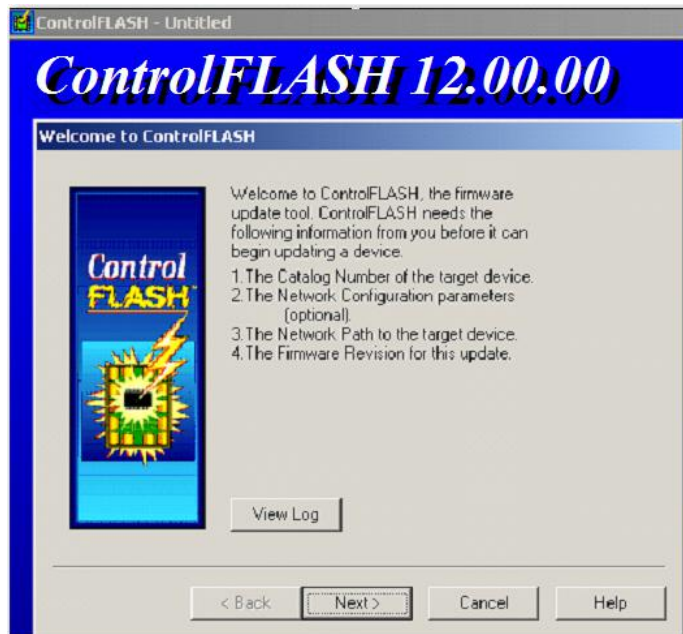 ControlFLASH - Untitled
ControlFLASH 12.00.00
Welcome to ControlFLASH
Welcome to ControlFLASH, the firmware
update tool. ControlFLASH needs the
following information from you before it can
begin updating a device.
1. The Catalog Number of the target device.
2. The Network Configuration parameters
(optional).
3. The Network Path to the target device.
4. The Firmware Revision for this update.
Control
FLASH
View Log
< Back
Next >
Cancel
Help